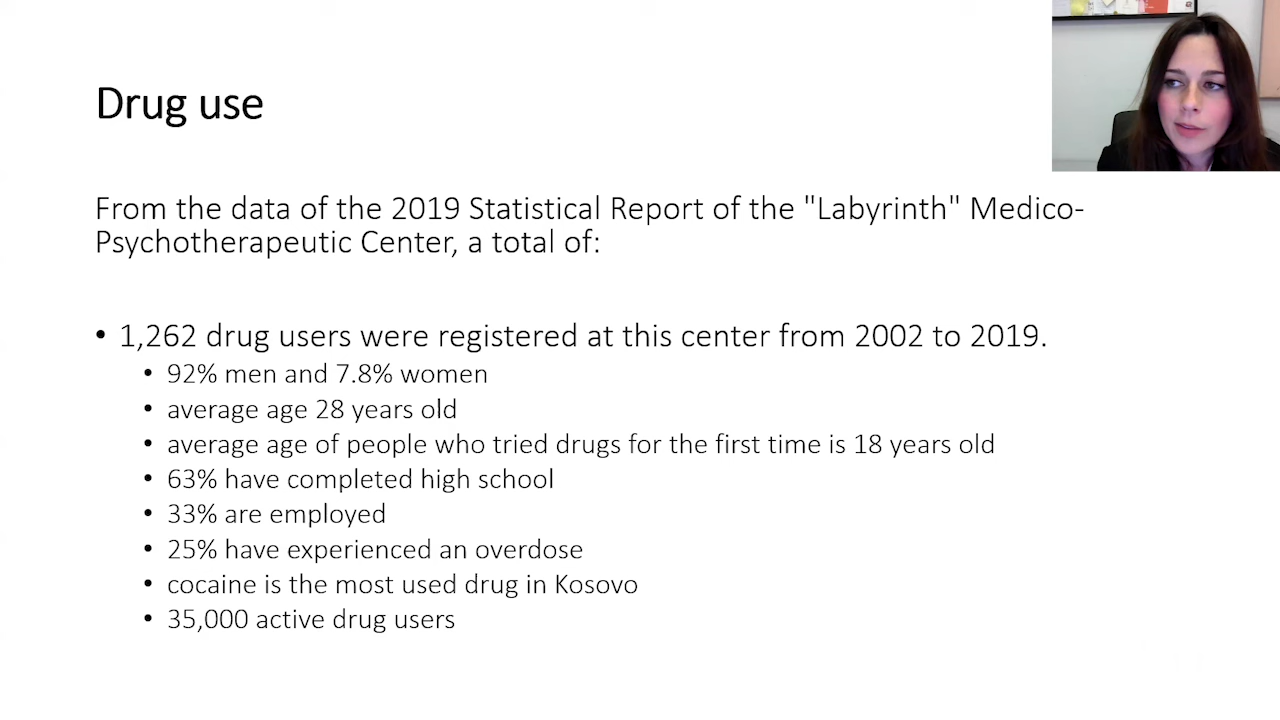 Drug use
From the data of the 2019 Statistical Report of the "Labyrinth" Medico-
Psychotherapeutic Center, a total of:
• 1,262 drug users were registered at this center from 2002 to 2019.
• 92% men and 7.8% women
• average age 28 years old
• average age of people who tried drugs for the first time is 18 years old
• 63% have completed high school
• 33% are employed
• 25% have experienced an overdose
• cocaine is the most used drug in Kosovo
• 35,000 active drug users